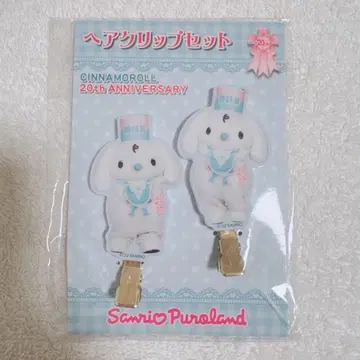 ヘアクリップセット
CINNAMOROLL
20th ANNIVERSARY
Sanrio Puroland